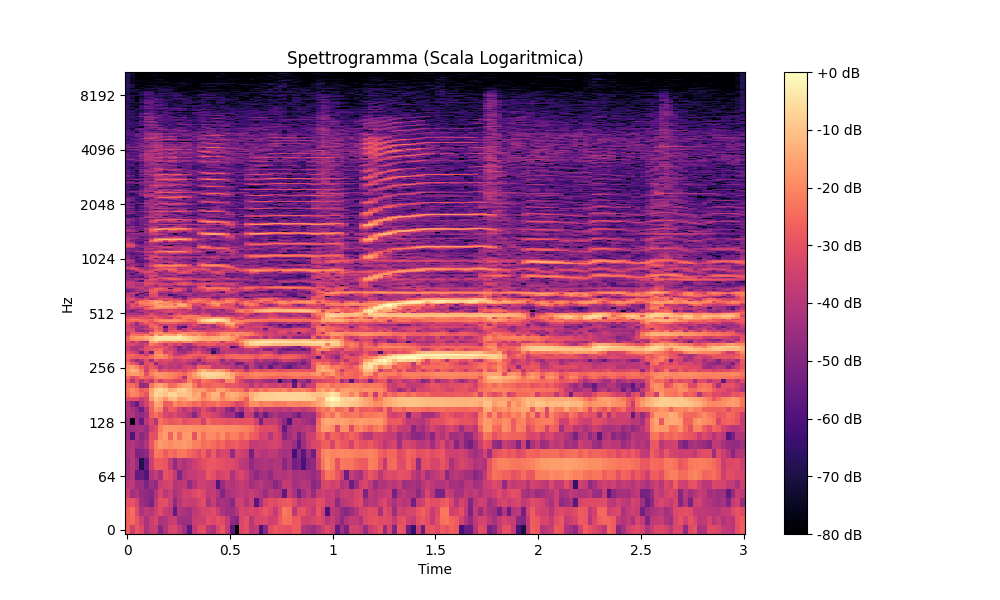 Spettrogramma (Scala Logaritmica)
Hz
8192
4096
2048
1024
512
256
128
64
0
0 0.5 1 1.5 2 2.5 3
Time
+0 dB
-10 dB
-20 dB
-30 dB
-40 dB
-50 dB
-60 dB
-70 dB
-80 dB